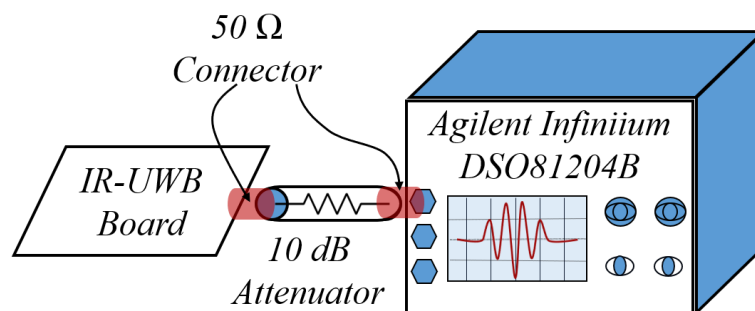 50 Ω
Connector
Agilent Infiniium
DSO81204B
IR-UWB
Board
10 dB
Attenuator